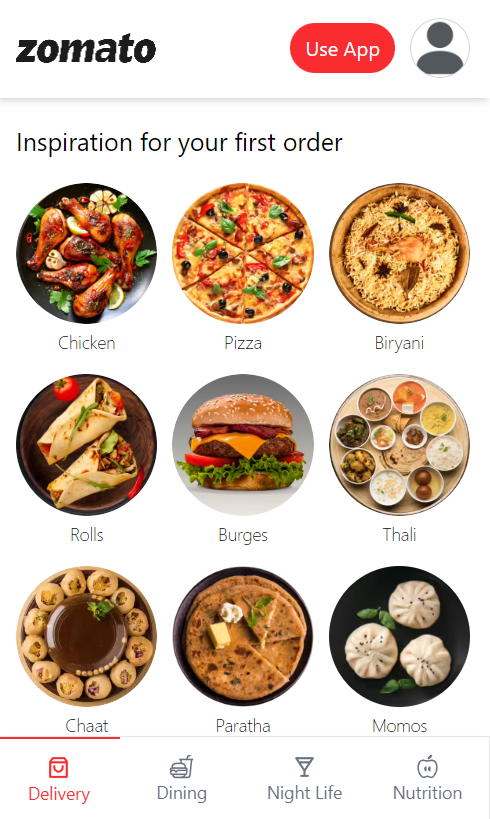 zomato
Use App
Inspiration for your first order
Chicken
Pizza
Biryani
Rolls
Burges
Thali
Chaat
Paratha
Momos
Delivery
Dining
Night Life
Nutrition